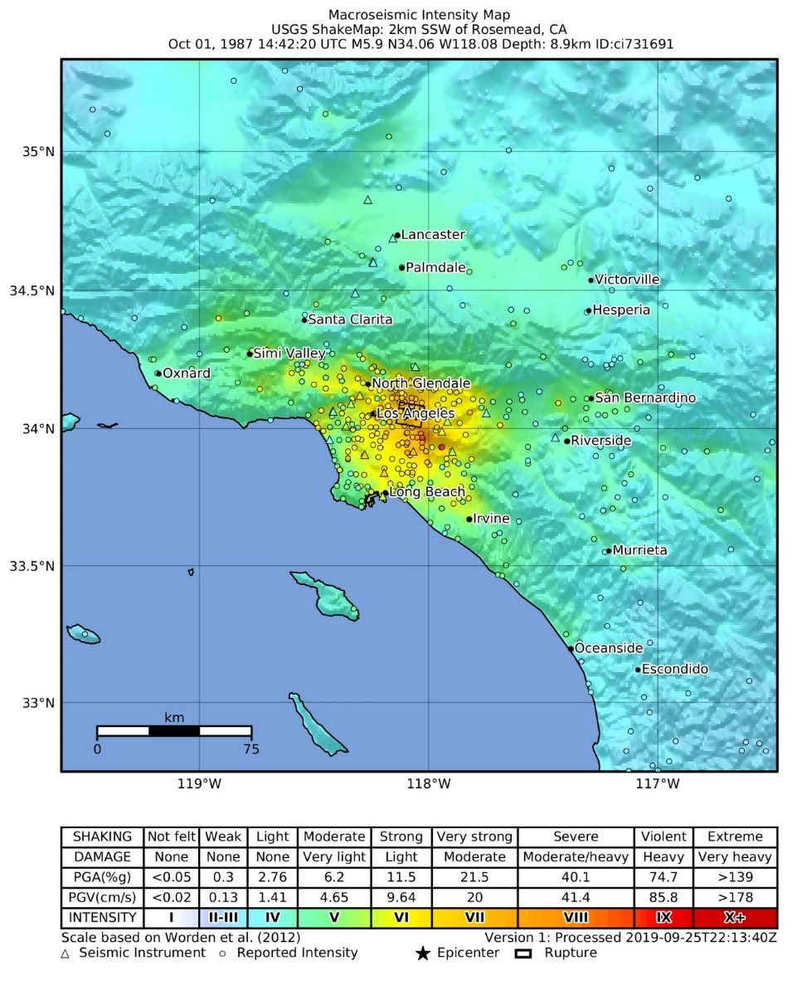 Macroseismic Intensity Map
USGS ShakeMap: 2km SSW of Rosemead, CA
Oct 01, 1987 14:42:20 UTC M5.9 N34.06 W118.08 Depth: 8.9km ID:ci731691
35°N
Lancaster
Palmdale
Victorville
34.5°N
Hesperia
Santa Clarita
Simi Valley
Oxnard
North Glendale
San Bernardino
Los Angeles
34°N
Riverside
Long Beach
Irvine
Murrieta
33.5°N
Oceanside
Escondido
33°N
km
0 75
119°W 118°W 117°W
SHAKING Not felt Weak Light Moderate Strong Very strong Severe Violent Extreme
DAMAGE None None None Very light Light Moderate Moderate/heavy Heavy Very heavy
PGA(%g) <0.05 0.3 2.76 6.2 11.5 21.5 40.1 74.7 >139
PGV(cm/s) <0.02 0.13 1.41 4.65 9.64 20 41.4 85.8 >178
INTENSITY I II-III IV V VI VII VIII IX X+
Scale based on Worden et al. (2012) Version 1: Processed 2019-09-25T22:13:40Z
Seismic Instrument Reported Intensity Epicenter Rupture